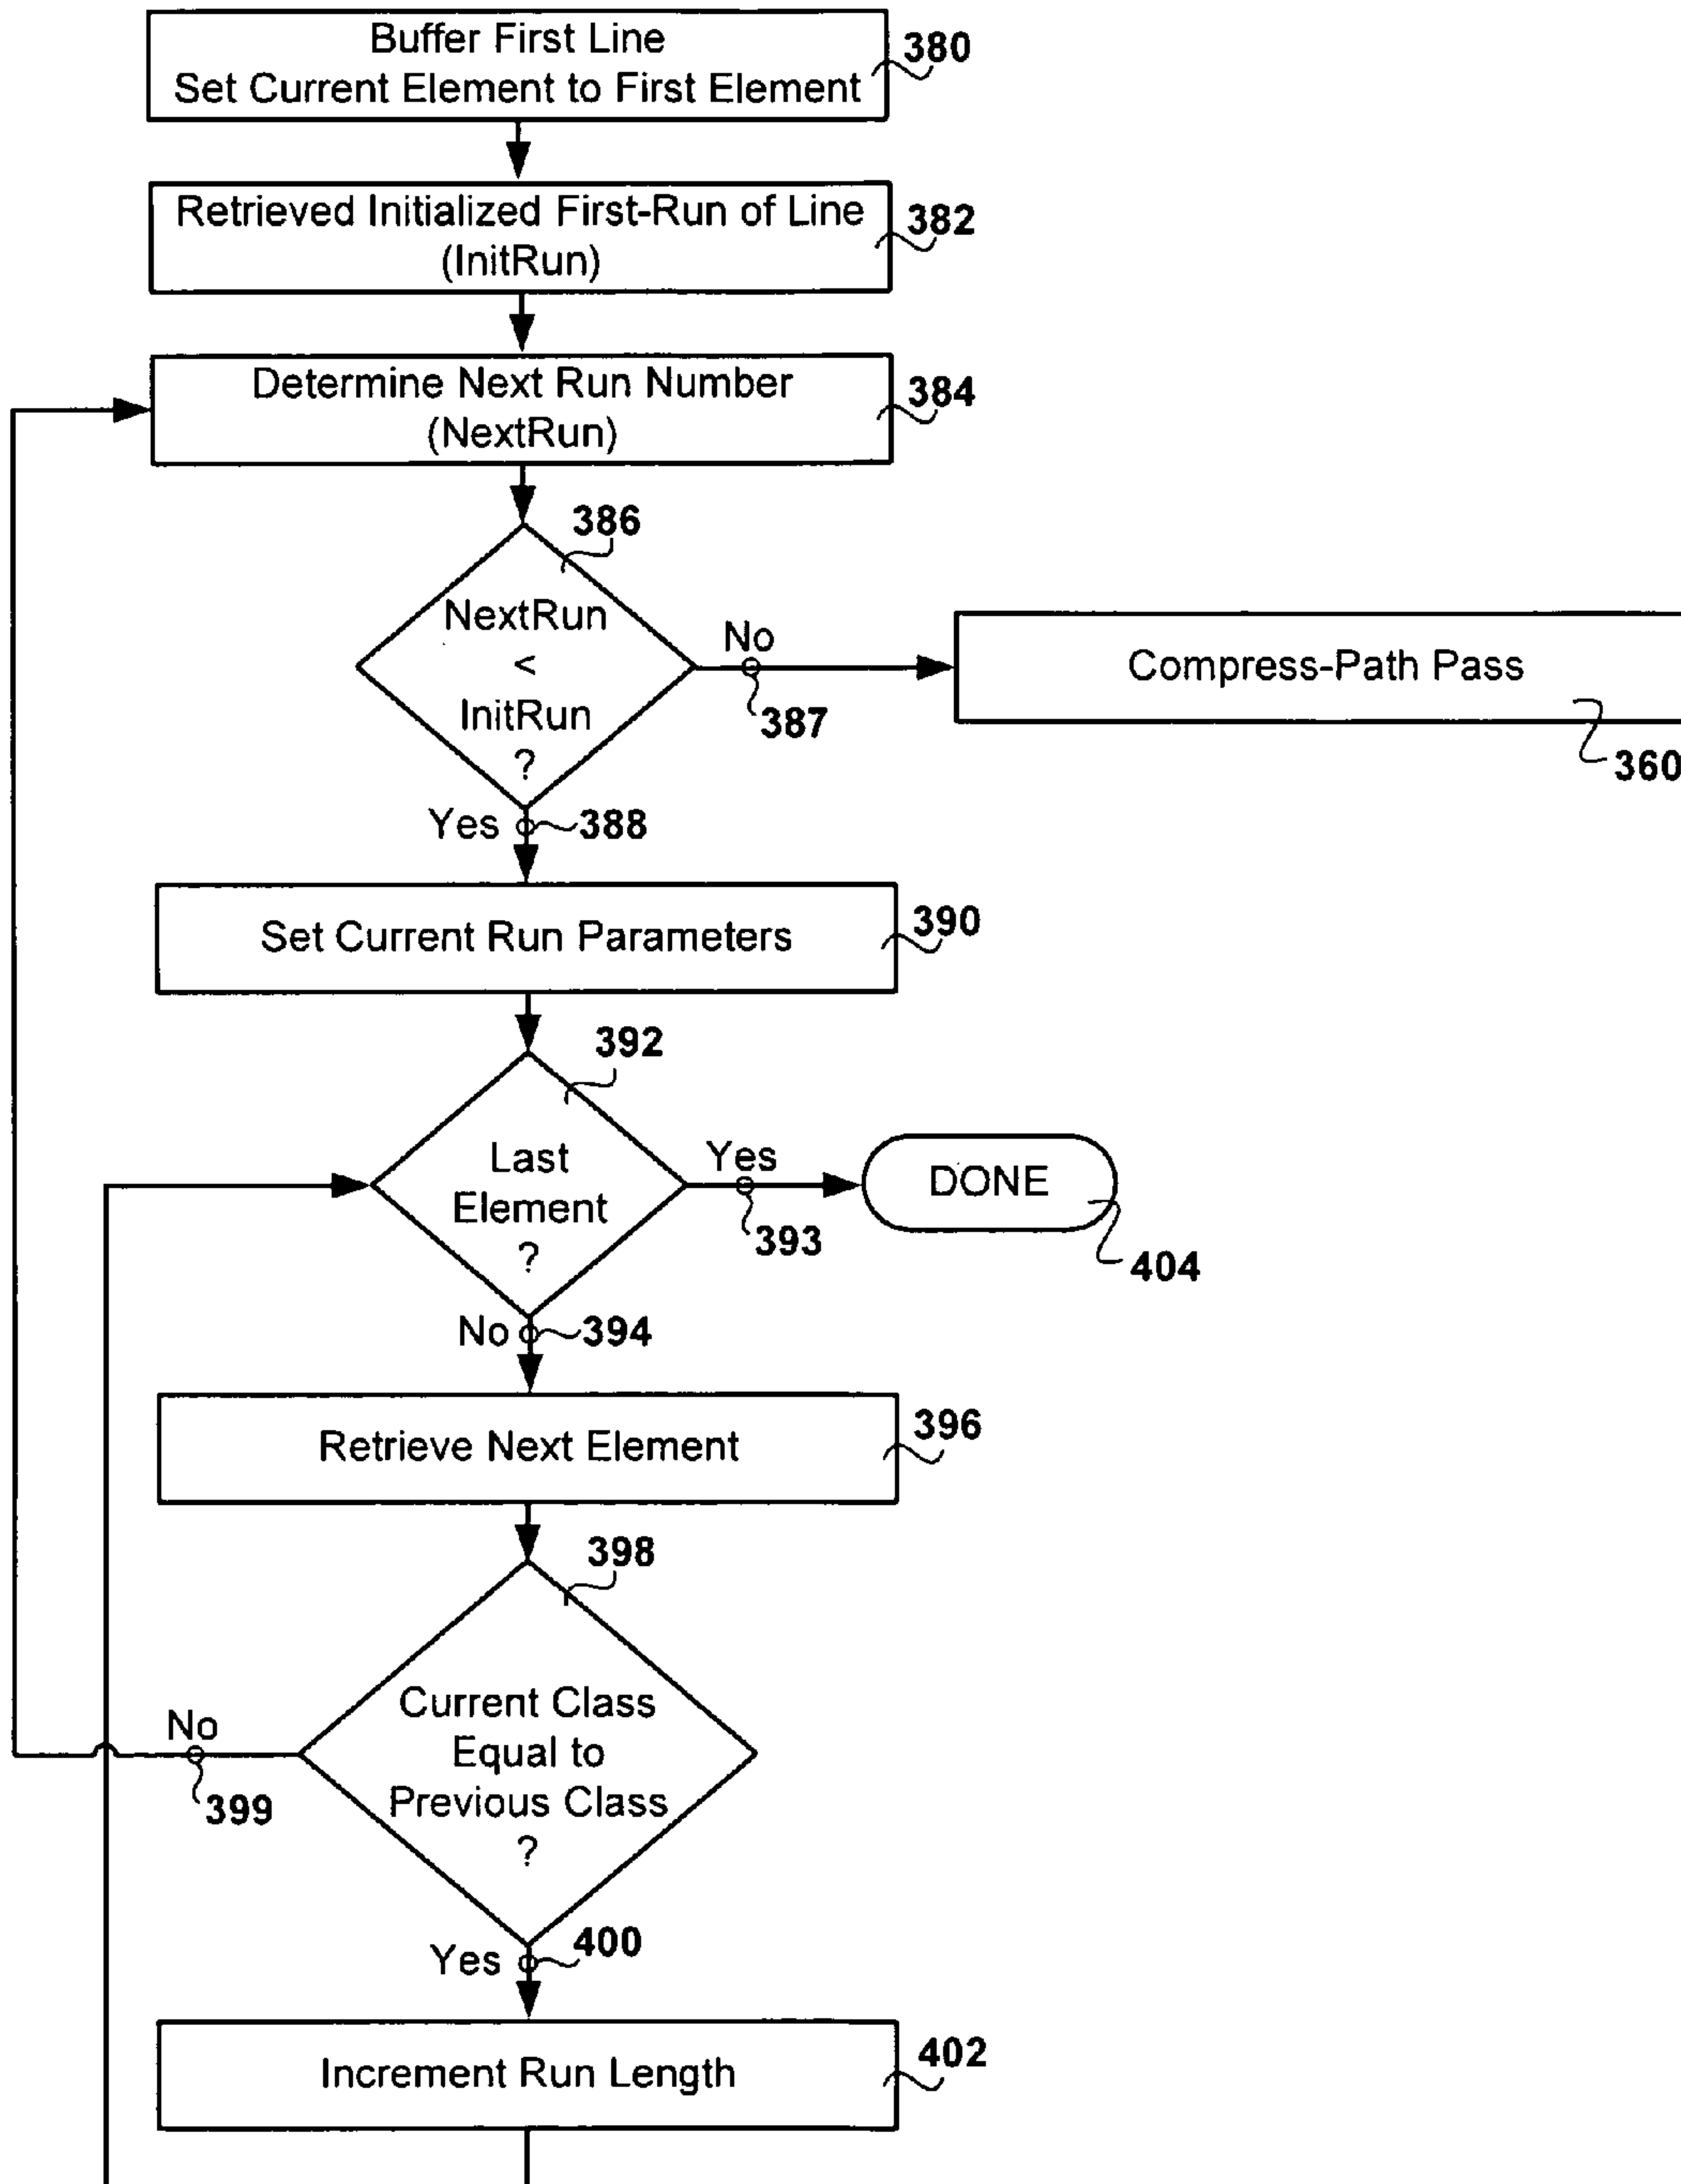 Buffer First Line
Set Current Element to First Element
380
Retrieved Initialized First-Run of Line
(InitRun)
382
Determine Next Run Number
(NextRun)
384
386
NextRun
<
InitRun
?
No
387
Compress-Path Pass
360
Yes
388
Set Current Run Parameters
390
392
Last
Element
?
Yes
393
DONE
404
No
394
Retrieve Next Element
396
398
Current Class
Equal to
Previous Class
?
No
399
Yes
400
Increment Run Length
402